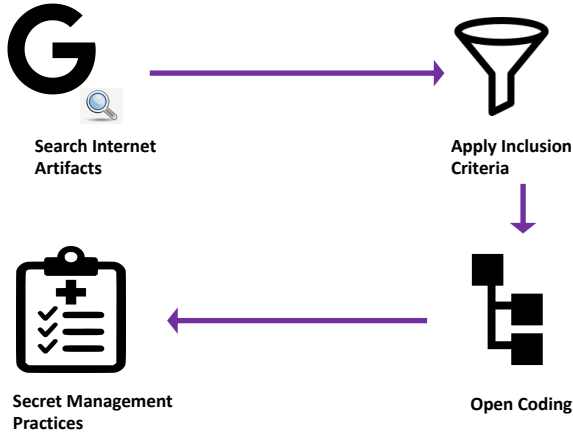 Search Internet
Artifacts
Apply Inclusion
Criteria
Secret Management
Practices
Open Coding